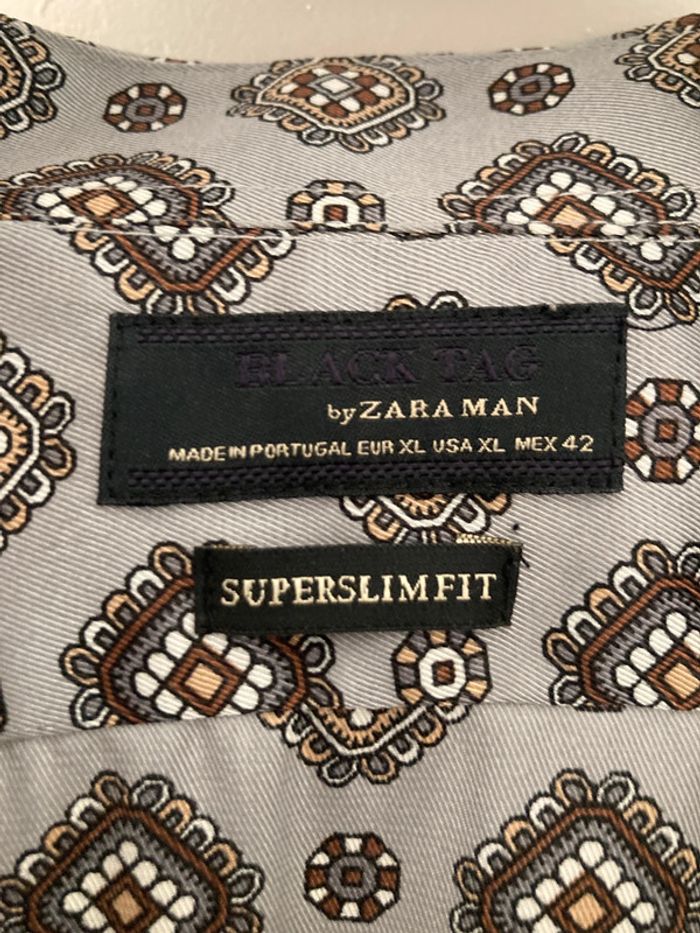 BLACK TAG
by ZARA MAN
MADE IN PORTUGAL EUR XL USA XL MEX 42
SUPERSLIMFIT